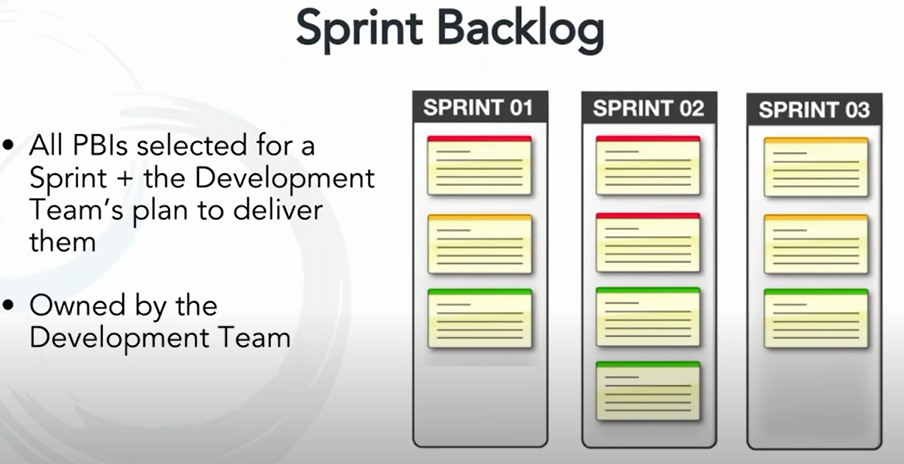 Sprint Backlog
• All PBIs selected for a
Sprint + the Development
Team's plan to deliver
them
• Owned by the
Development Team
SPRINT 01
SPRINT 02
SPRINT 03